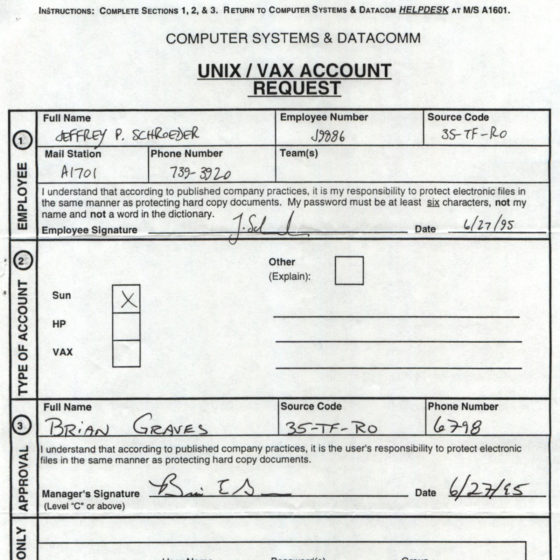 INSTRUCTIONS: COMPLETE SECTIONS 1, 2, & 3. RETURN TO COMPUTER SYSTEMS & DATACOM HELPDESK AT M/S A1601.
COMPUTER SYSTEMS & DATACOMM
UNIX / VAX ACCOUNT
REQUEST
1 EMPLOYEE
Full Name Employee Number Source Code
JEFFREY P. SCHROEDER J9886 35-TF-RO
Mail Station Phone Number Team(s)
A1701 739-3920
I understand that according to published company practices, it is my responsibility to protect electronic files in
the same manner as protecting hard copy documents. My password must be at least six characters, not my
name and not a word in the dictionary.
Employee Signature Date 6/27/95
2 TYPE OF ACCOUNT
Other
(Explain):
Sun X
HP
VAX
3 APPROVAL
Full Name Source Code Phone Number
BRIAN GRAVES 35-TF-RO 6798
I understand that according to published company practices, it is the user's responsibility to protect electronic
files in the same manner as protecting hard copy documents.
Manager's Signature Date 6/27/95
(Level "C" or above)
ONLY